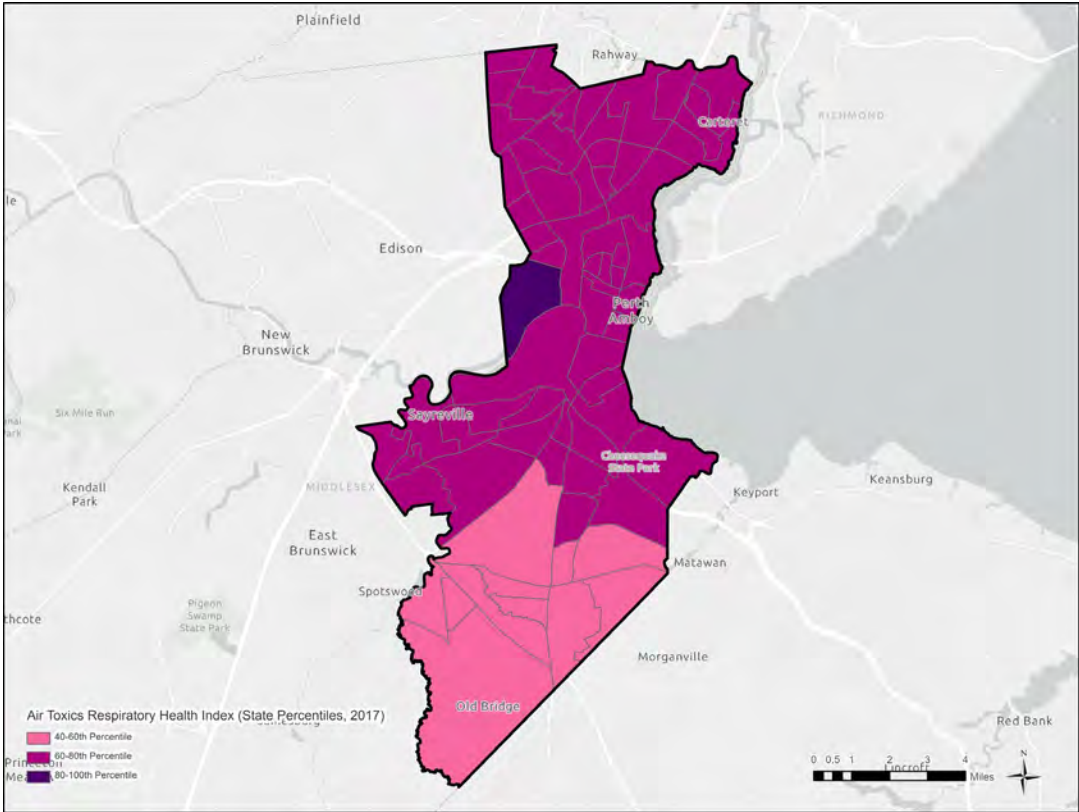 Plainfield
Rahway
Carteret
RICHMOND
le
Edison
Perth
Amboy
New
Brunswick
Six Mile Run
Sayreville
Park
Cheesequake
State Park
Kendall
Park
MIDDLESEX
Keyport
Keansburg
East
Brunswick
Matawan
Spotswood
Pigeon
Swamp
State Park
thcote
Morganville
Old Bridge
Red Bank
Air Toxics Respiratory Health Index (State Percentiles, 2017)
40-60th Percentile
60-80th Percentile
80-100th Percentile
0 0.5 1 2 3 4
Miles
Lincroft
N